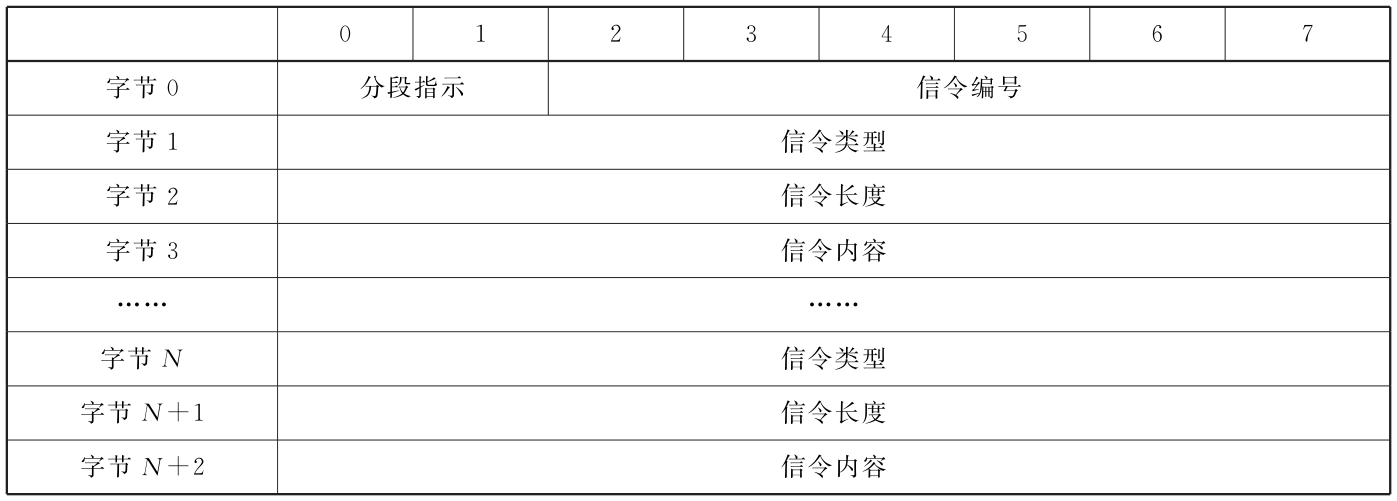 0 1 2 3 4 5 6 7
字节 0 分段指示 信令编号
字节 1 信令类型
字节 2 信令长度
字节 3 信令内容
…… ……
字节 N 信令类型
字节 N+1 信令长度
字节 N+2 信令内容